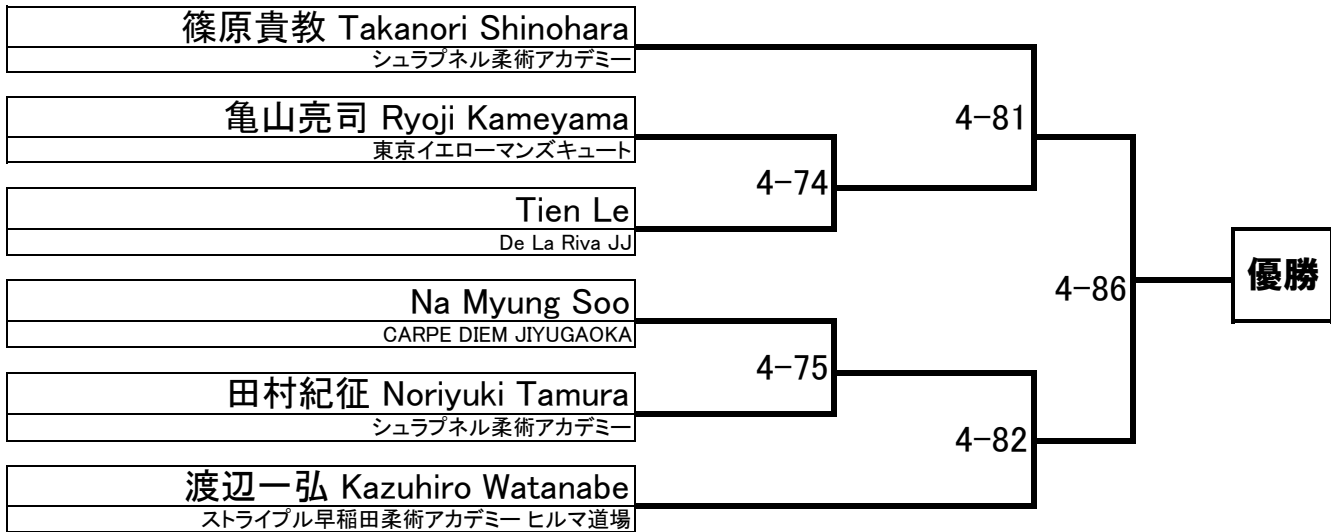 篠原貴教 Takanori Shinohara
シュラプネル柔術アカデミー
亀山亮司 Ryoji Kameyama
東京イエローマンズキュート
Tien Le
De La Riva JJ
Na Myung Soo
CARPE DIEM JIYUGAOKA
田村紀征 Noriyuki Tamura
シュラプネル柔術アカデミー
渡辺一弘 Kazuhiro Watanabe
ストライプル早稲田柔術アカデミー ヒルマ道場
4-74
4-75
4-81
4-82
4-86
優勝